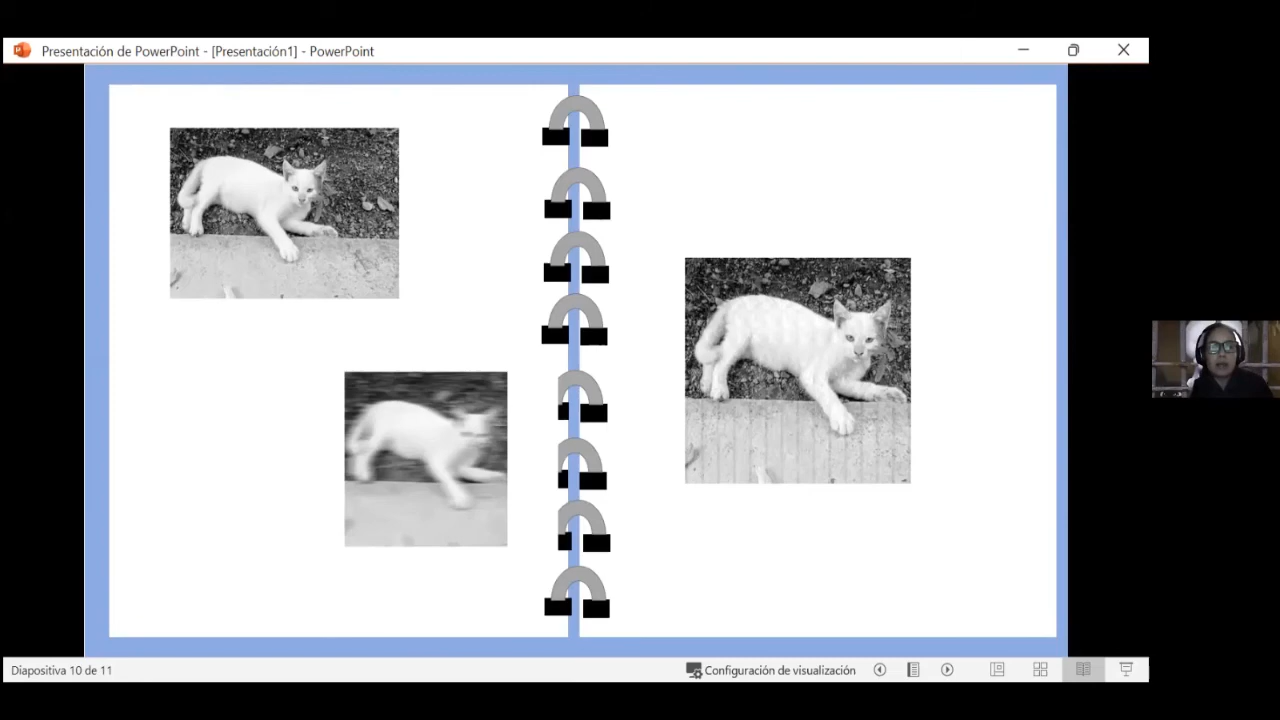 Presentación de PowerPoint - [Presentación1] - PowerPoint
Diapositiva 10 de 11
Configuración de visualización